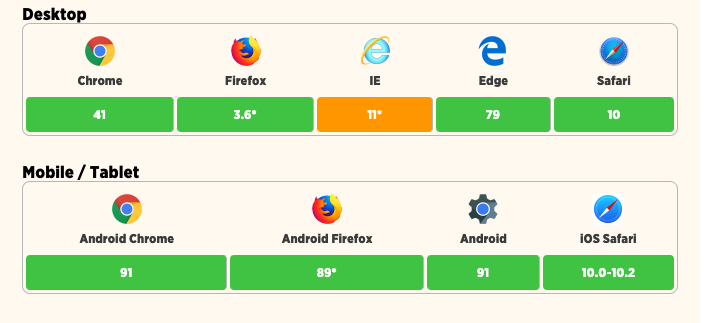 Desktop
Chrome Firefox IE Edge Safari
41 3.6* 11* 79 10
Mobile / Tablet
Android Chrome Android Firefox Android iOS Safari
91 89* 91 10.0-10.2